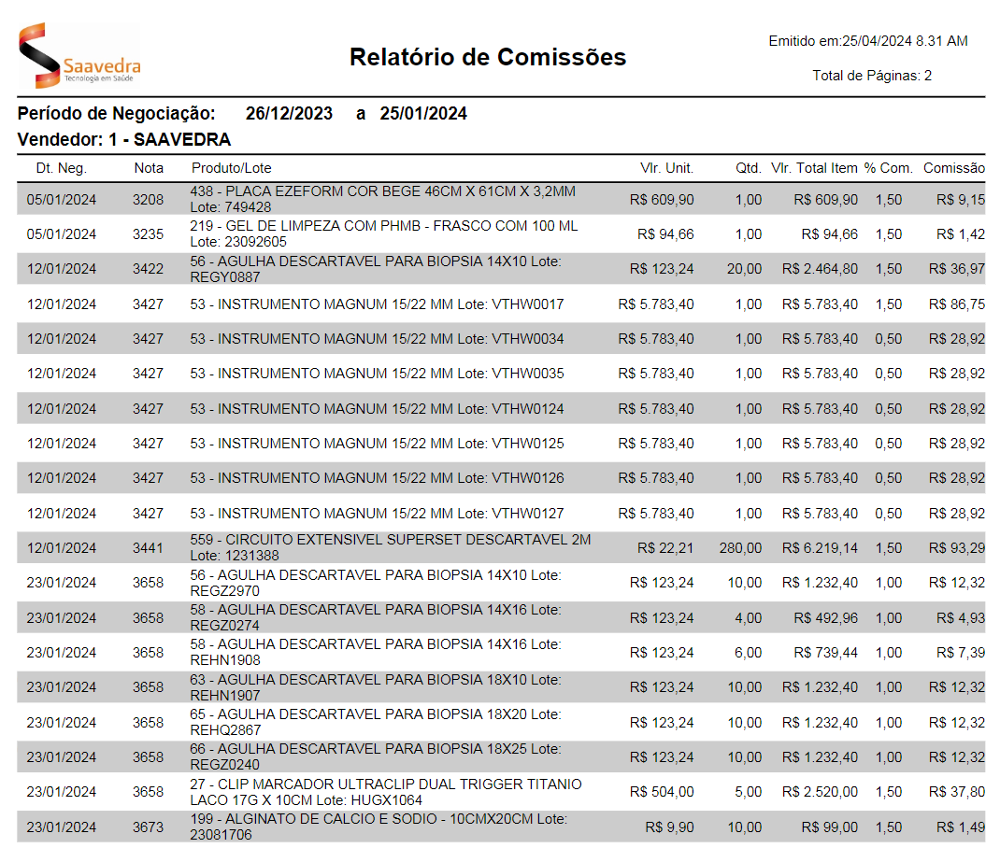 Saavedra
Tecnologia em Saúde
Relatório de Comissões
Emitido em:25/04/2024 8.31 AM
Total de Páginas: 2
Período de Negociação: 26/12/2023 a 25/01/2024
Vendedor: 1 - SAAVEDRA
Dt. Neg. Nota Produto/Lote Vlr. Unit. Qtd. Vlr. Total Item % Com. Comissão
05/01/2024 3208 438 - PLACA EZEFORM COR BEGE 46CM X 61CM X 3,2MM R$ 609,90 1,00 R$ 609,90 1,50 R$ 9,15
Lote: 749428
05/01/2024 3235 219 - GEL DE LIMPEZA COM PHMB - FRASCO COM 100 ML R$ 94,66 1,00 R$ 94,66 1,50 R$ 1,42
Lote: 23092605
12/01/2024 3422 56 - AGULHA DESCARTAVEL PARA BIOPSIA 14X10 Lote: R$ 123,24 20,00 R$ 2.464,80 1,50 R$ 36,97
REGY0887
12/01/2024 3427 53 - INSTRUMENTO MAGNUM 15/22 MM Lote: VTHW0017 R$ 5.783,40 1,00 R$ 5.783,40 1,50 R$ 86,75
12/01/2024 3427 53 - INSTRUMENTO MAGNUM 15/22 MM Lote: VTHW0034 R$ 5.783,40 1,00 R$ 5.783,40 0,50 R$ 28,92
12/01/2024 3427 53 - INSTRUMENTO MAGNUM 15/22 MM Lote: VTHW0035 R$ 5.783,40 1,00 R$ 5.783,40 0,50 R$ 28,92
12/01/2024 3427 53 - INSTRUMENTO MAGNUM 15/22 MM Lote: VTHW0124 R$ 5.783,40 1,00 R$ 5.783,40 0,50 R$ 28,92
12/01/2024 3427 53 - INSTRUMENTO MAGNUM 15/22 MM Lote: VTHW0125 R$ 5.783,40 1,00 R$ 5.783,40 0,50 R$ 28,92
12/01/2024 3427 53 - INSTRUMENTO MAGNUM 15/22 MM Lote: VTHW0126 R$ 5.783,40 1,00 R$ 5.783,40 0,50 R$ 28,92
12/01/2024 3427 53 - INSTRUMENTO MAGNUM 15/22 MM Lote: VTHW0127 R$ 5.783,40 1,00 R$ 5.783,40 0,50 R$ 28,92
12/01/2024 3441 559 - CIRCUITO EXTENSIVEL SUPERSET DESCARTAVEL 2M R$ 22,21 280,00 R$ 6.219,14 1,50 R$ 93,29
Lote: 1231388
23/01/2024 3658 56 - AGULHA DESCARTAVEL PARA BIOPSIA 14X10 Lote: R$ 123,24 10,00 R$ 1.232,40 1,00 R$ 12,32
REGZ2970
23/01/2024 3658 58 - AGULHA DESCARTAVEL PARA BIOPSIA 14X16 Lote: R$ 123,24 4,00 R$ 492,96 1,00 R$ 4,93
REGZ0274
23/01/2024 3658 58 - AGULHA DESCARTAVEL PARA BIOPSIA 14X16 Lote: R$ 123,24 6,00 R$ 739,44 1,00 R$ 7,39
REHN1908
23/01/2024 3658 63 - AGULHA DESCARTAVEL PARA BIOPSIA 18X10 Lote: R$ 123,24 10,00 R$ 1.232,40 1,00 R$ 12,32
REHN1907
23/01/2024 3658 65 - AGULHA DESCARTAVEL PARA BIOPSIA 18X20 Lote: R$ 123,24 10,00 R$ 1.232,40 1,00 R$ 12,32
REHQ2867
23/01/2024 3658 66 - AGULHA DESCARTAVEL PARA BIOPSIA 18X25 Lote: R$ 123,24 10,00 R$ 1.232,40 1,00 R$ 12,32
REGZ0240
23/01/2024 3658 27 - CLIP MARCADOR ULTRACLIP DUAL TRIGGER TITANIO R$ 504,00 5,00 R$ 2.520,00 1,50 R$ 37,80
LACO 17G X 10CM Lote: HUGX1064
23/01/2024 3673 199 - ALGINATO DE CALCIO E SODIO - 10CMX20CM Lote: R$ 9,90 10,00 R$ 99,00 1,50 R$ 1,49
23081706